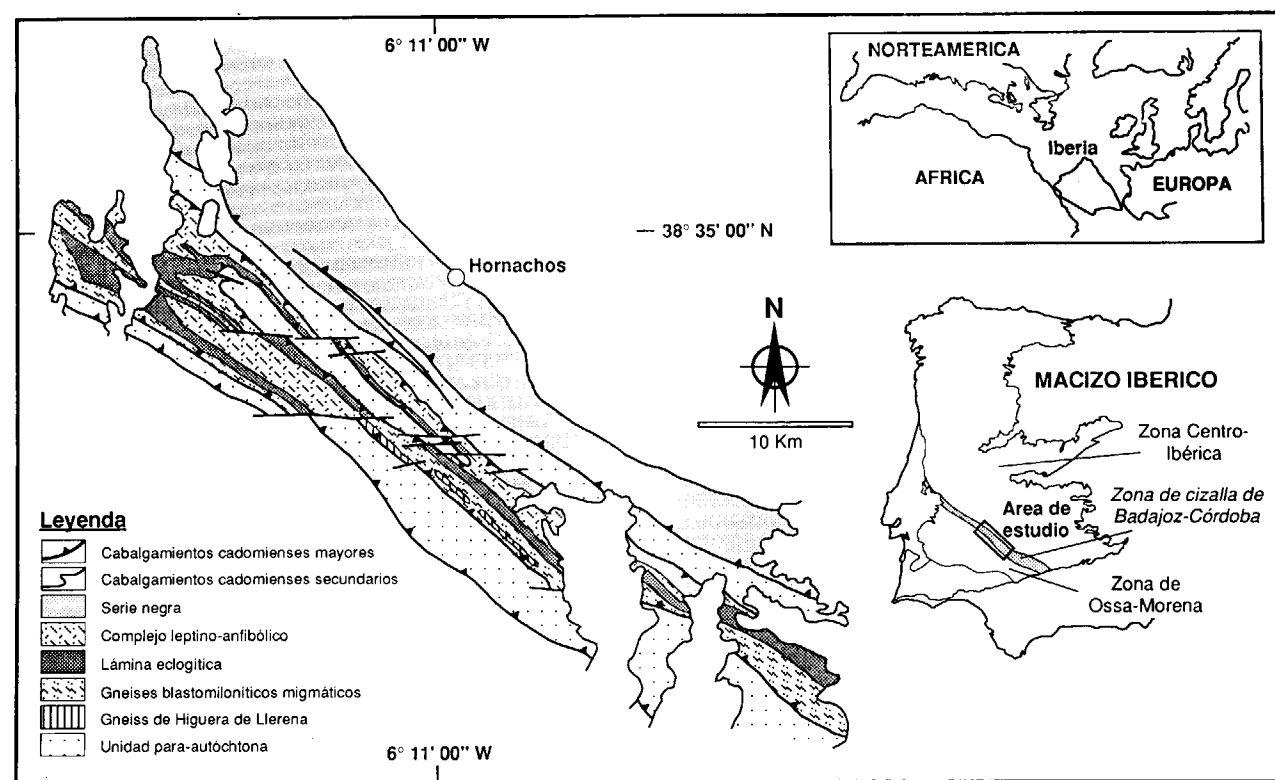 6° 11' 00" W
NORTEAMERICA
Iberia
AFRICA
EUROPA
38° 35' 00" N
Hornachos
N
10 Km
MACIZO IBERICO
Zona Centro-
Ibérica
Area de
estudio
Zona de cizalla de
Badajoz-Córdoba
Zona de
Ossa-Morena
Leyenda
Cabalgamientos cadomienses mayores
Cabalgamientos cadomienses secundarios
Serie negra
Complejo leptino-anfibólico
Lámina eclogítica
Gneises blastomiloníticos migmáticos
Gneiss de Higuera de Llerena
Unidad para-autóchtona
6° 11' 00" W